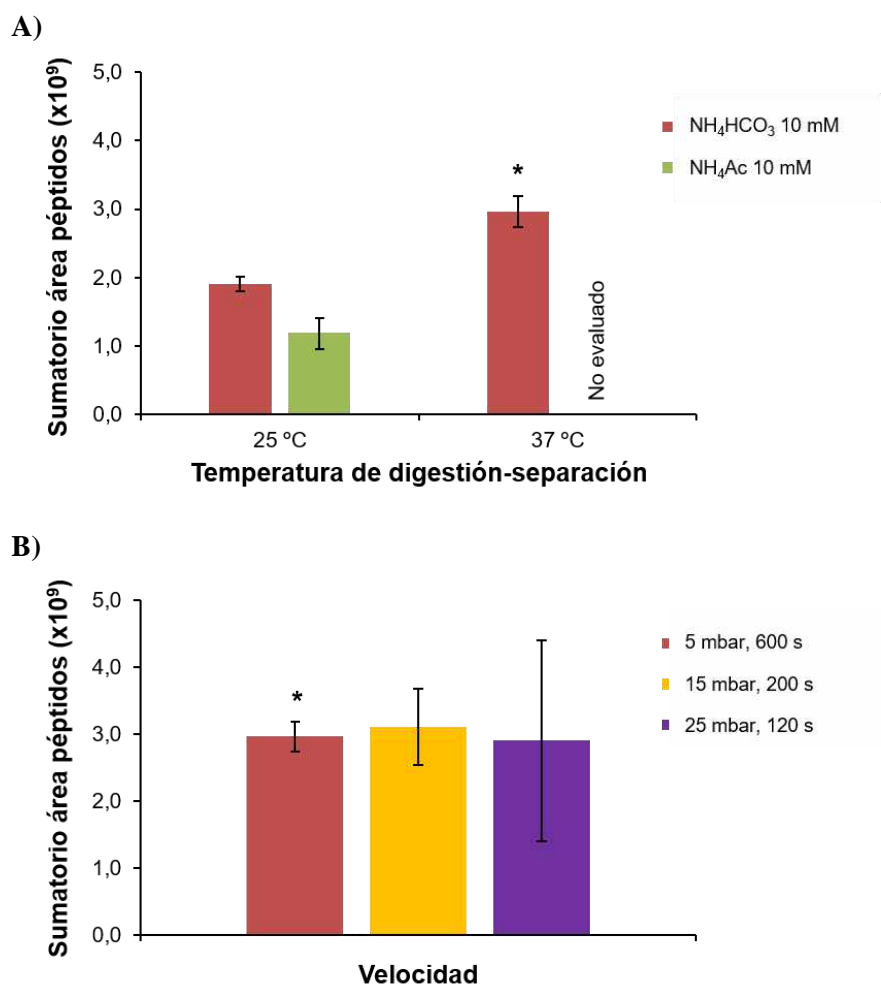 A)
Sumatorio área péptidos (x10⁹)
5,0
4,0
3,0
2,0
1,0
0,0
NH₄HCO₃ 10 mM
NH₄Ac 10 mM
*
No evaluado
25 ºC
37 ºC
Temperatura de digestión-separación
B)
Sumatorio área péptidos (x10⁹)
5,0
4,0
3,0
2,0
1,0
0,0
5 mbar, 600 s
15 mbar, 200 s
25 mbar, 120 s
*
Velocidad